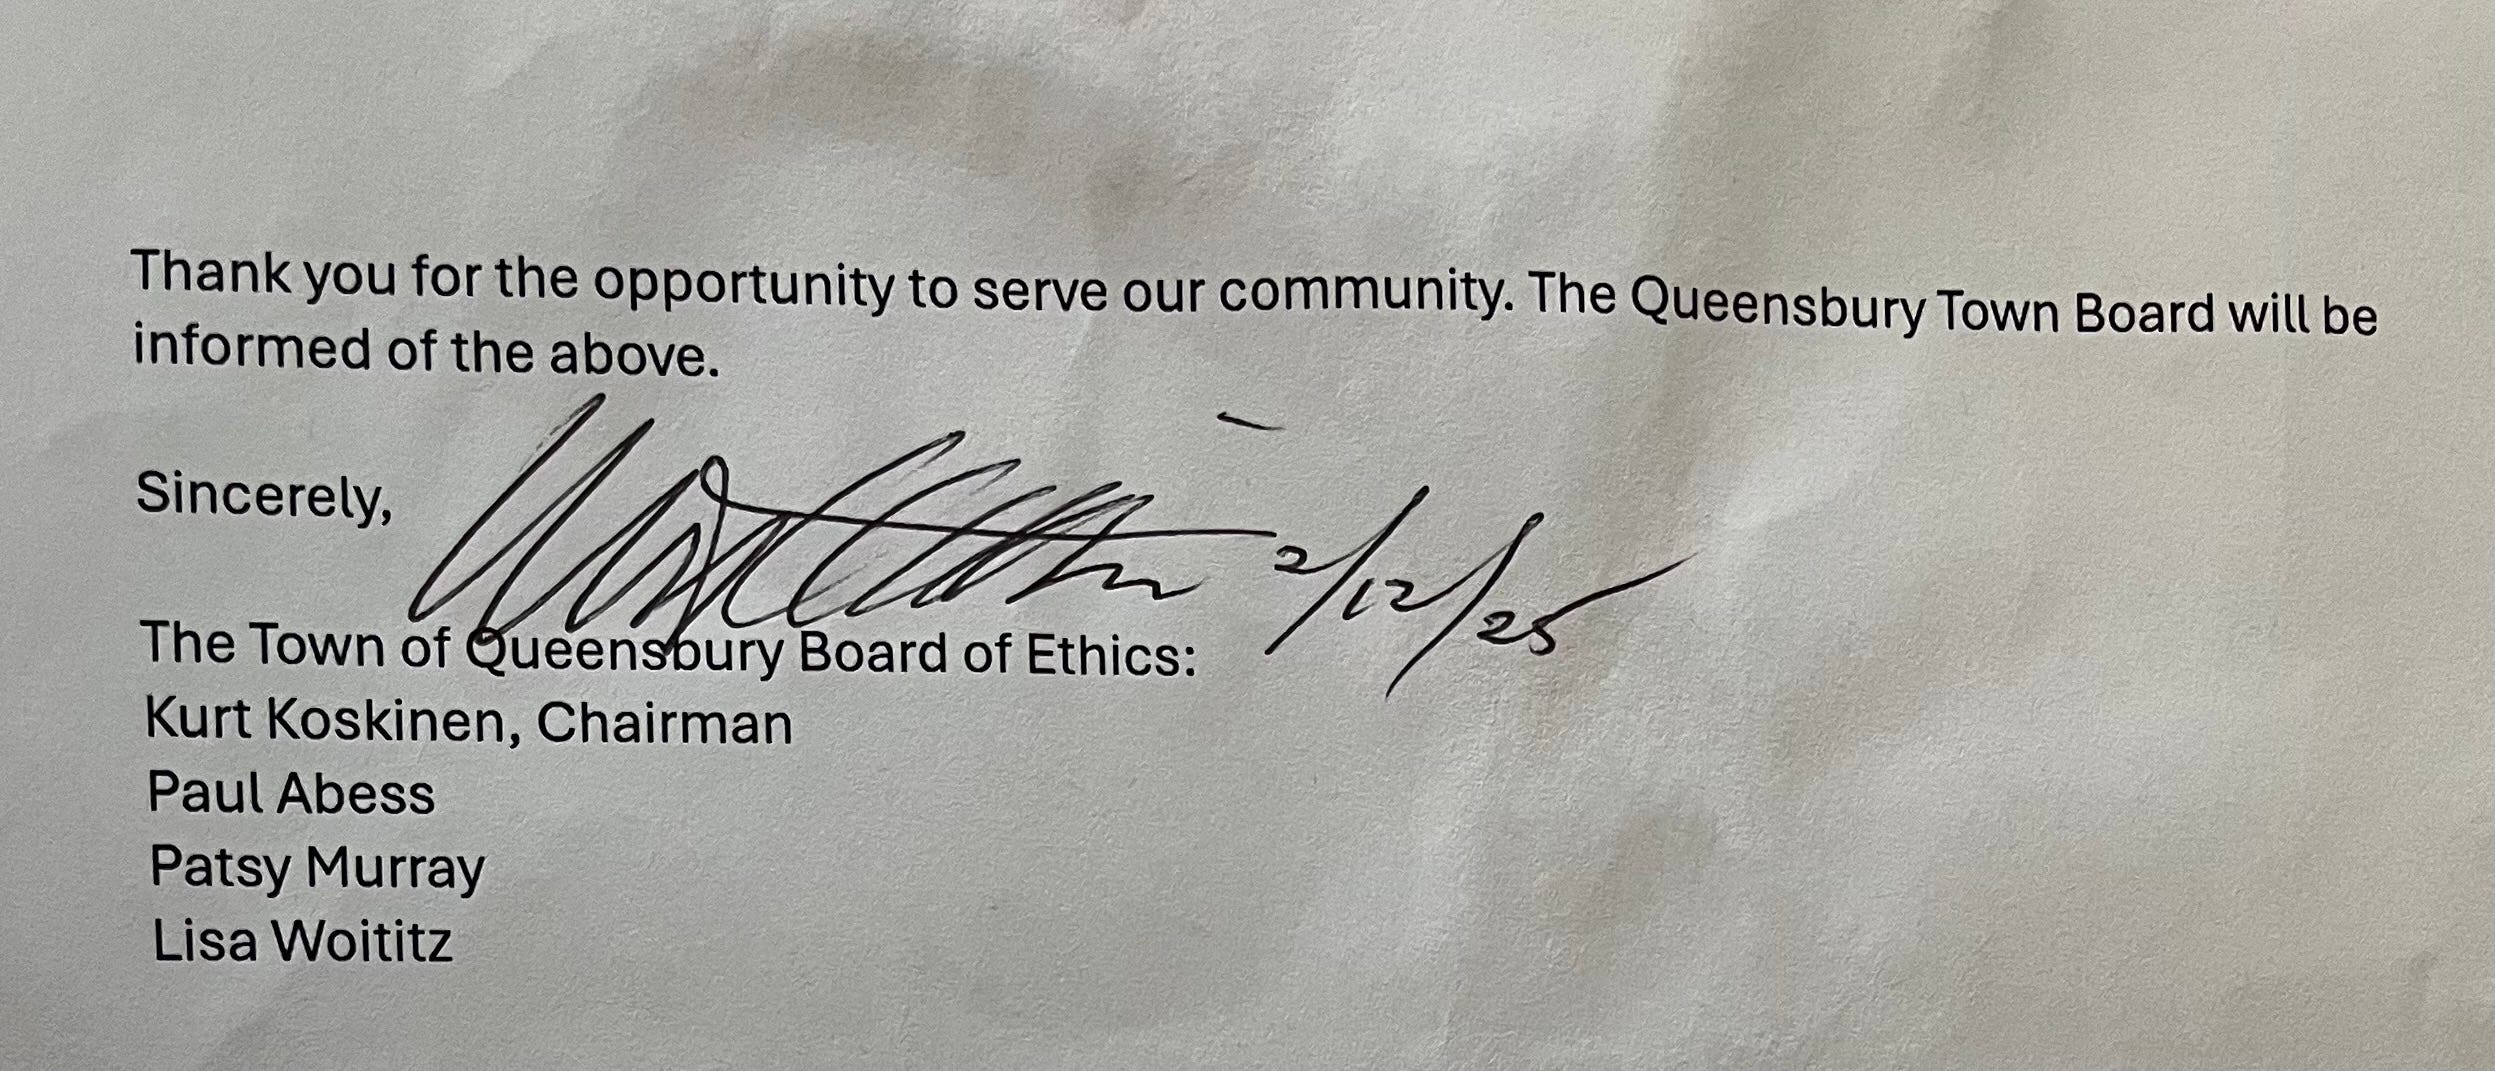 Thank you for the opportunity to serve our community. The Queensbury Town Board will be
informed of the above.
Sincerely,
2/12/25
The Town of Queensbury Board of Ethics:
Kurt Koskinen, Chairman
Paul Abess
Patsy Murray
Lisa Woititz